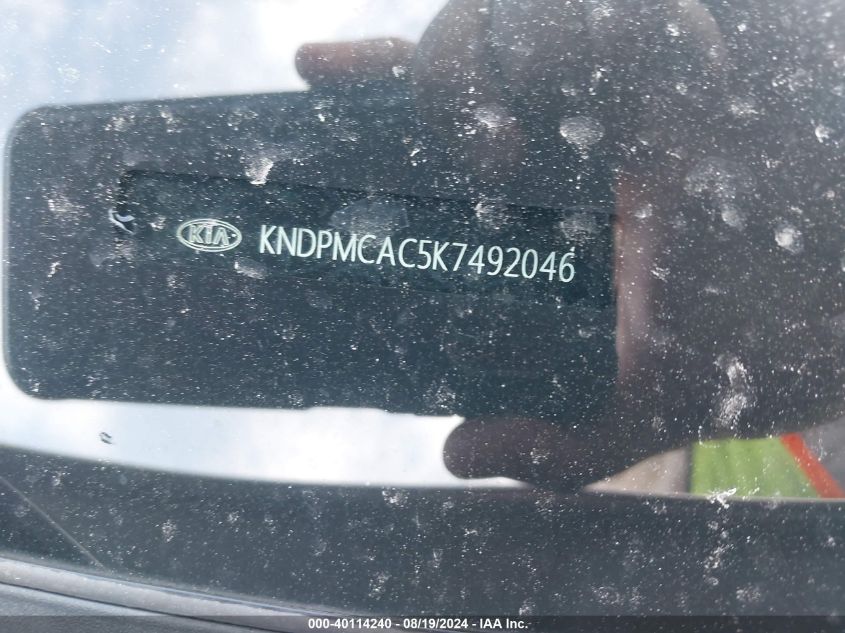 KIA KNDPMCAC5K7492046
000-40114240 - 08/19/2024 - IAA Inc.